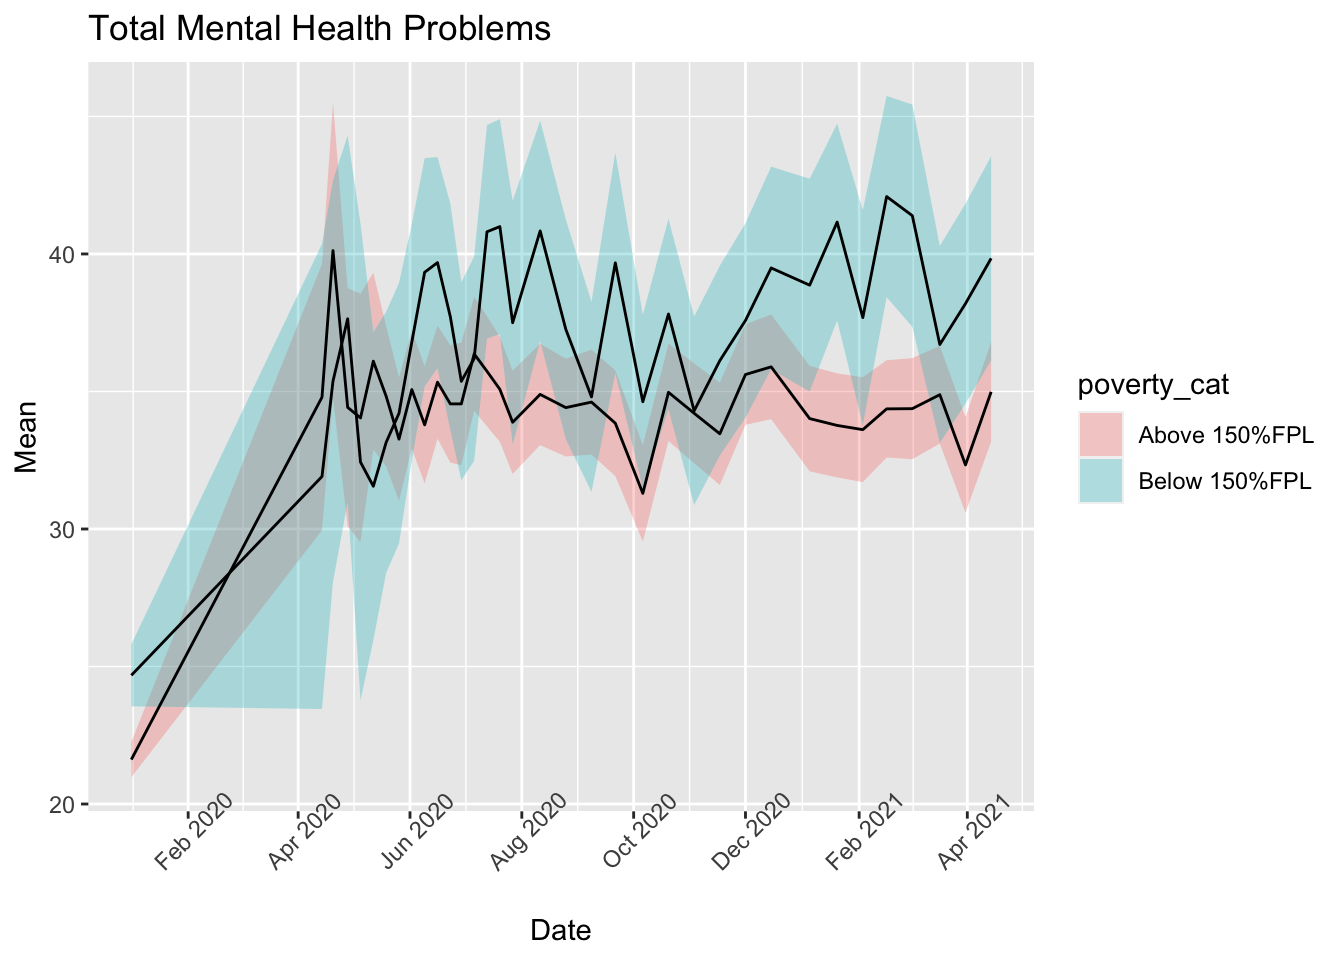 Total Mental Health Problems
Mean
40
30
20
Feb 2020
Apr 2020
Jun 2020
Aug 2020
Oct 2020
Dec 2020
Feb 2021
Apr 2021
Date
poverty_cat
Above 150%FPL
Below 150%FPL